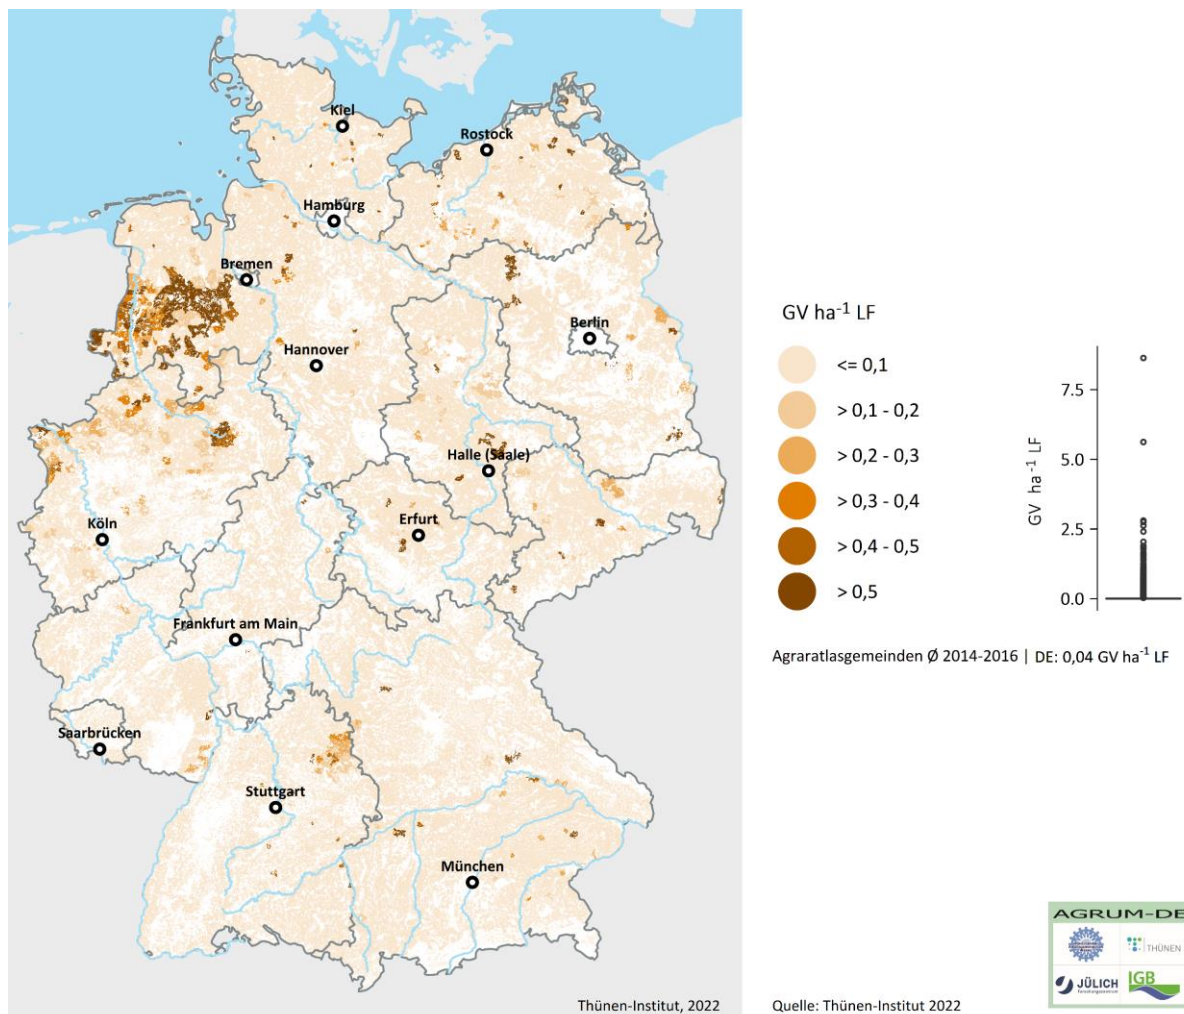 Kiel
Rostock
Hamburg
Bremen
Berlin
Hannover
Halle (Saale)
Köln
Erfurt
Frankfurt am Main
Saarbrücken
Stuttgart
München
Thünen-Institut, 2022
GV ha-1 LF
<= 0,1
> 0,1 - 0,2
> 0,2 - 0,3
> 0,3 - 0,4
> 0,4 - 0,5
> 0,5
GV ha-1 LF
7.5
5.0
2.5
0.0
Agraratlasgemeinden Ø 2014-2016 | DE: 0,04 GV ha-1 LF
Quelle: Thünen-Institut 2022
AGRUM-DE
THÜNEN
JÜLICH
Forschungszentrum
IGB